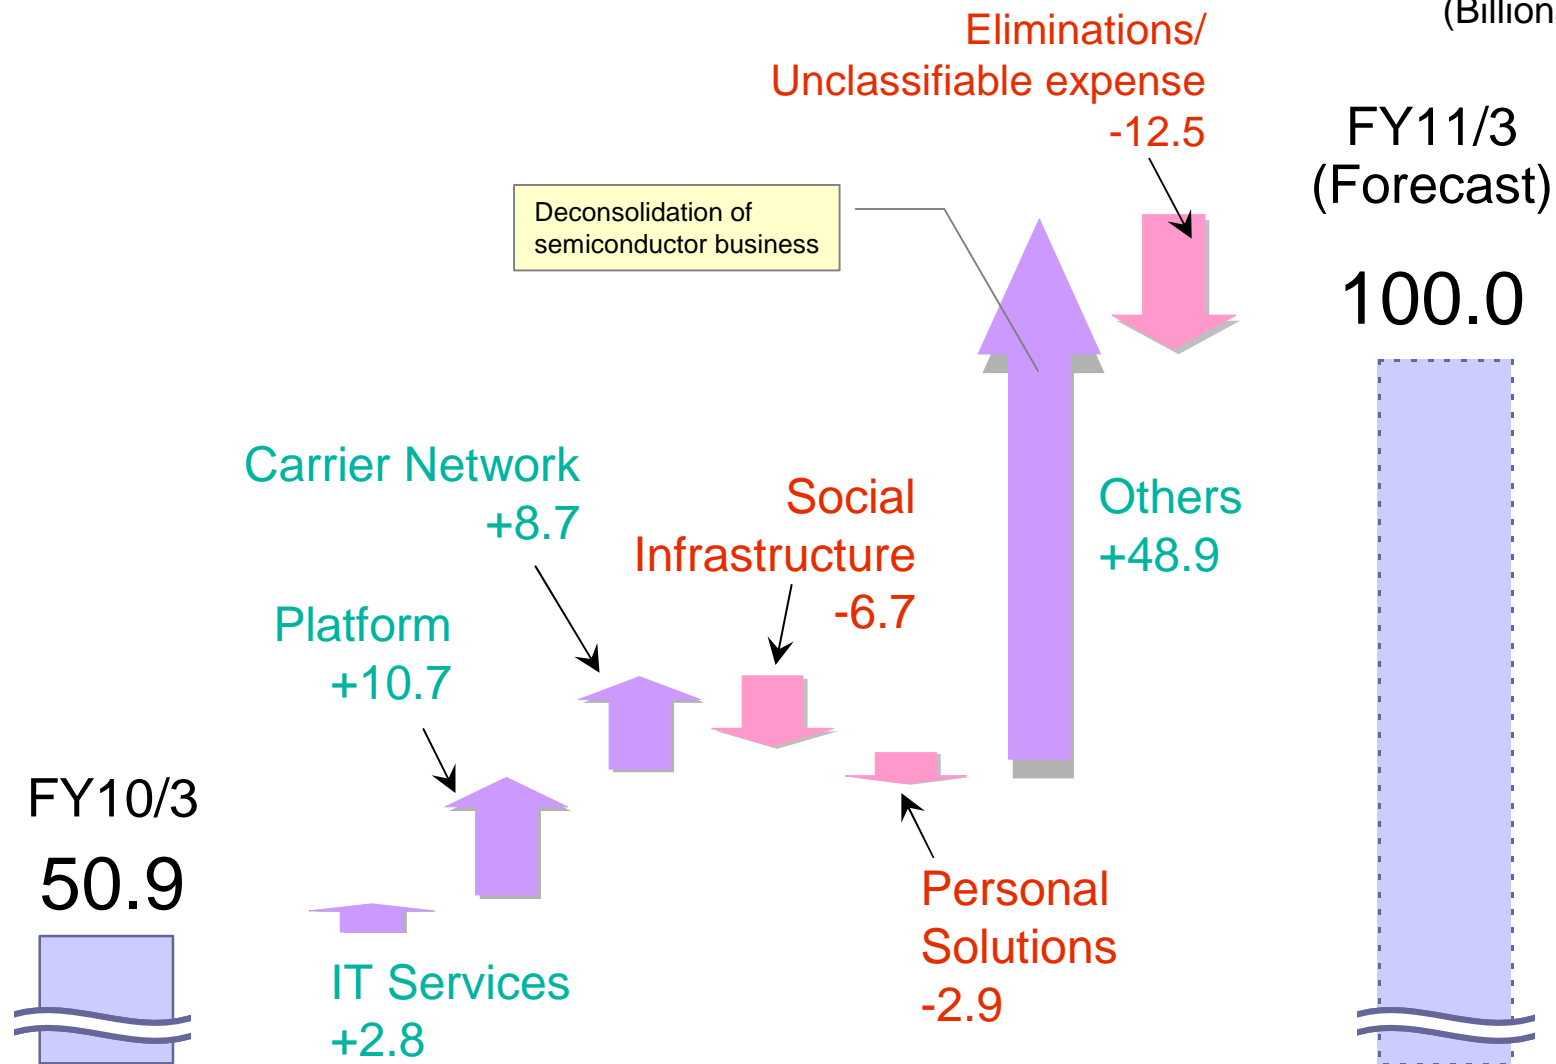 (Billion
Eliminations/
Unclassifiable expense
-12.5
FY11/3
(Forecast)
100.0
Deconsolidation of
semiconductor business
Carrier Network
+8.7
Social
Infrastructure
-6.7
Others
+48.9
Platform
+10.7
FY10/3
50.9
Personal
Solutions
-2.9
IT Services
+2.8